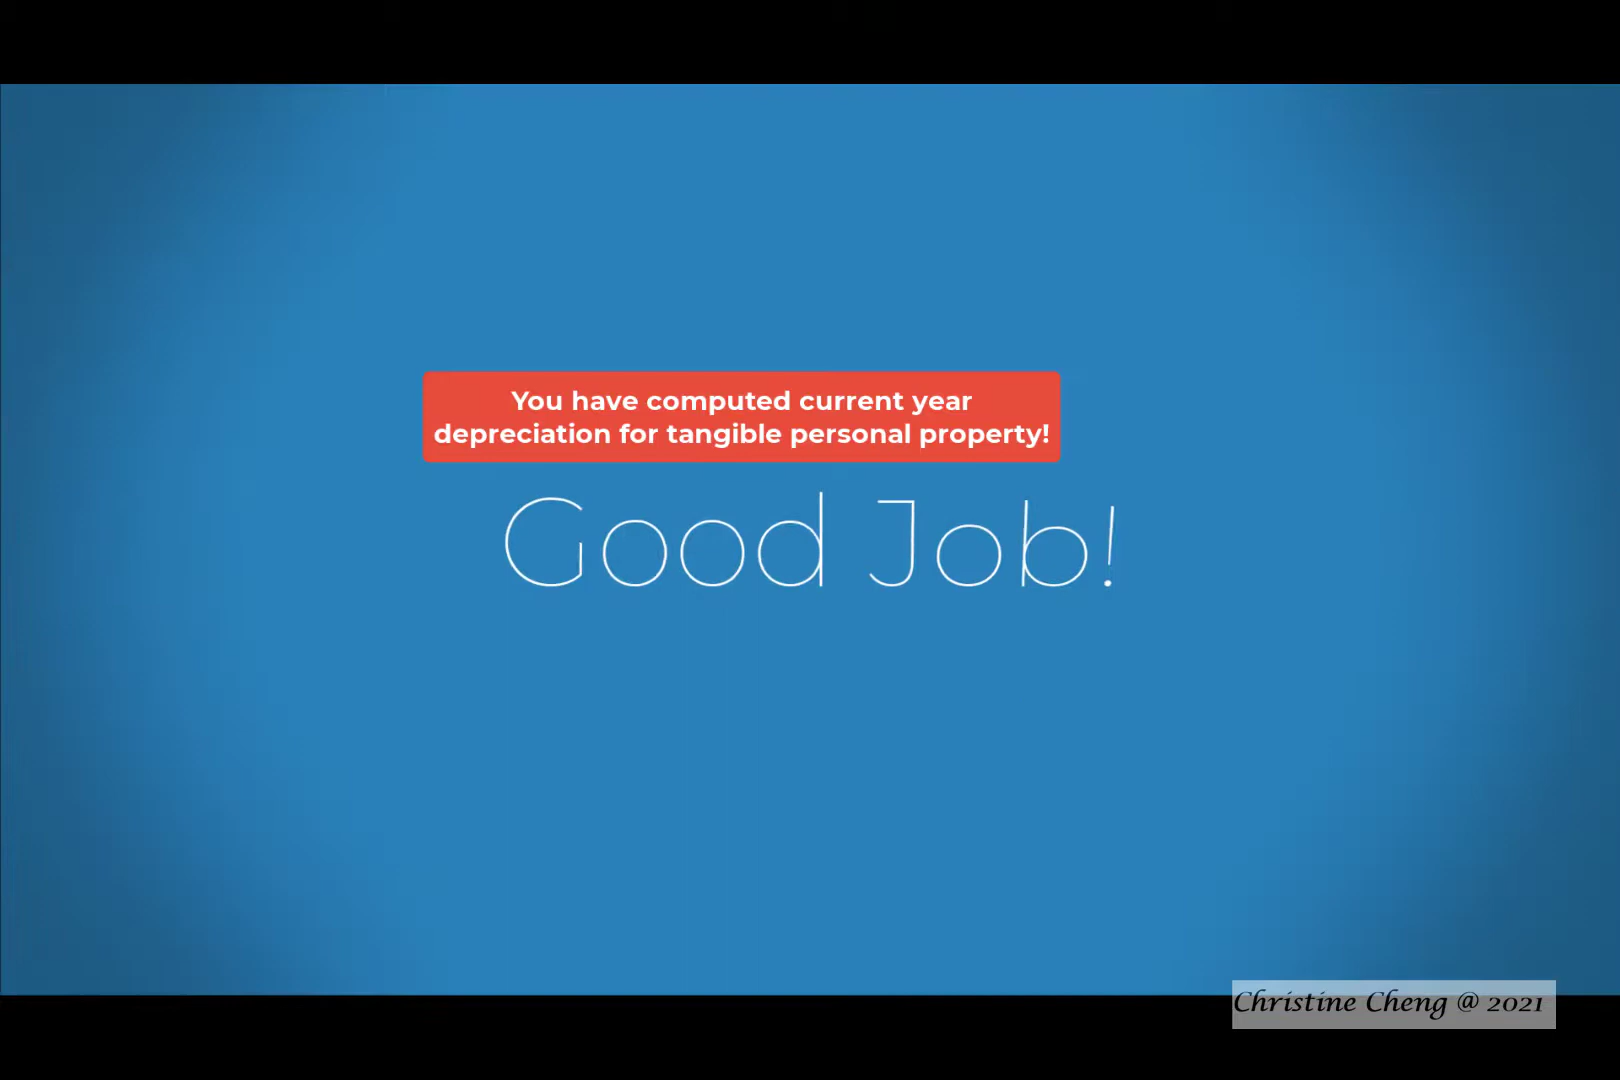 You have computed current year
depreciation for tangible personal property!
Good Job!
Christine Cheng @ 2021